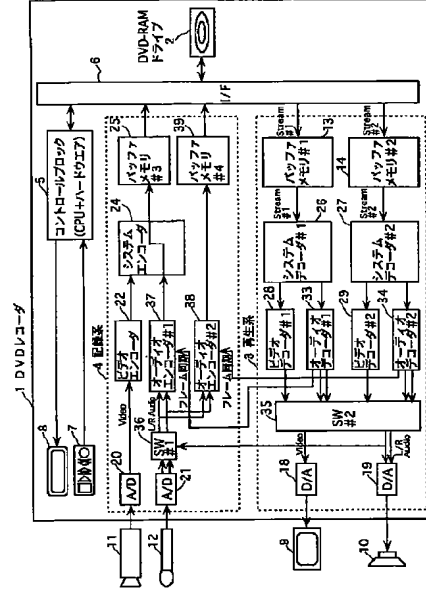 1 DVDレコーダ
8
7
5
コントロールブロック
(CPU+ハードウエア)
DVD-RAM
ドライブ
2
6
I/F
4 記録系
11
12
20
A/D
21
A/D
Video
22
ビデオ
エンコーダ
36
SW
#1
L/R Audio
37
オーディオ
エンコーダ#1
フレーム同期A
38
オーディオ
エンコーダ#2
フレーム同期A
24
システム
エンコーダ
25
バッファ
メモリ#3
39
バッファ
メモリ#4
3 再生系
Stream
#1
13
バッファ
メモリ#1
14
Stream
#2
バッファ
メモリ#2
Stream
#1
26
システム
デコーダ#1
Stream
#2
27
システム
デコーダ#2
28
ビデオ
デコーダ#1
33
オーディオ
デコーダ#1
29
ビデオ
デコーダ#2
34
オーディオ
デコーダ#2
35
SW
#2
Video
18
D/A
L/R
Audio
19
D/A
9
10